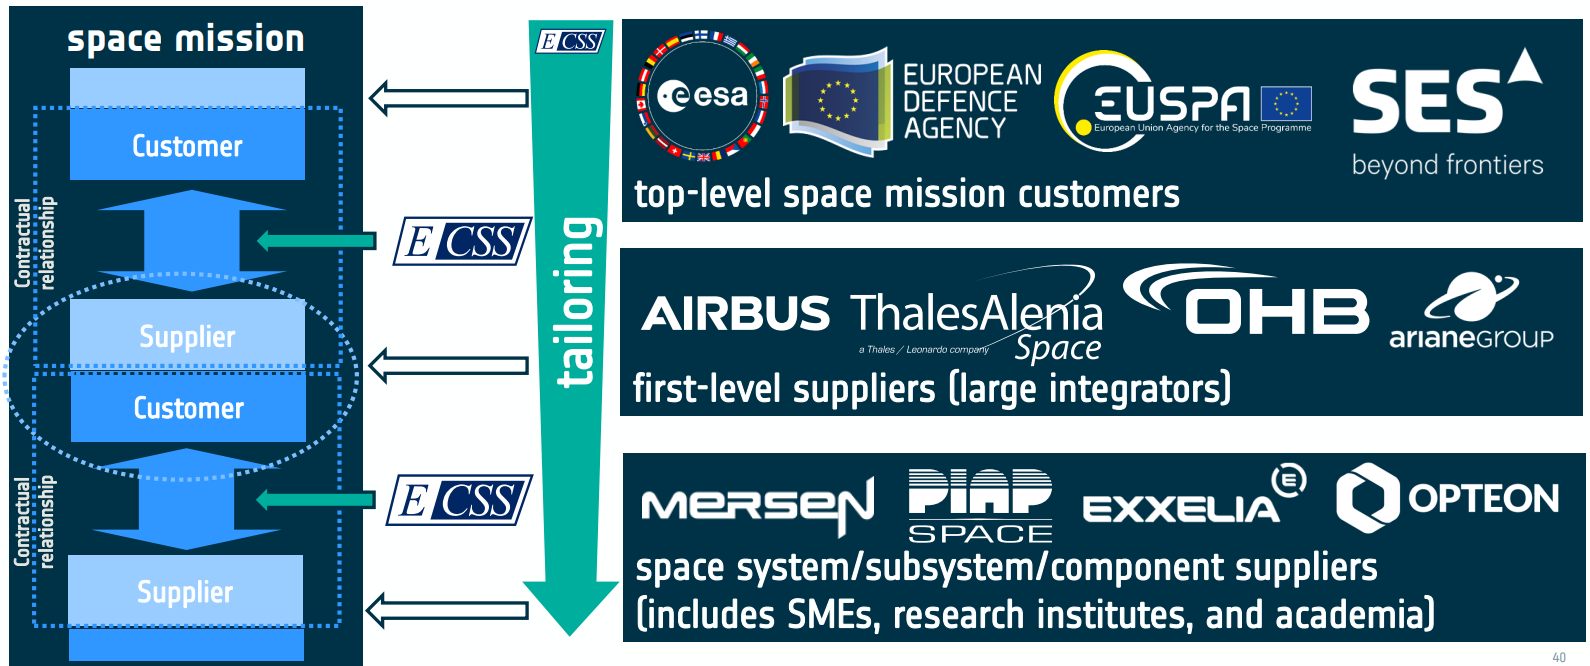 space mission
Customer
Contractual
relationship
Supplier
Customer
Contractual
relationship
Supplier
ECSS
ECSS
ECSS
tailoring
esa
EUROPEAN
DEFENCE
AGENCY
EUSPA
European Union Agency for the Space Programme
SES
beyond frontiers
top-level space mission customers
AIRBUS
ThalesAlenia
a Thales / Leonardo company
Space
OHB
arianeGROUP
first-level suppliers (large integrators)
MERSEN
PIAP
SPACE
EXXELIA
E
OPTEON
space system/subsystem/component suppliers
(includes SMEs, research institutes, and academia)
40